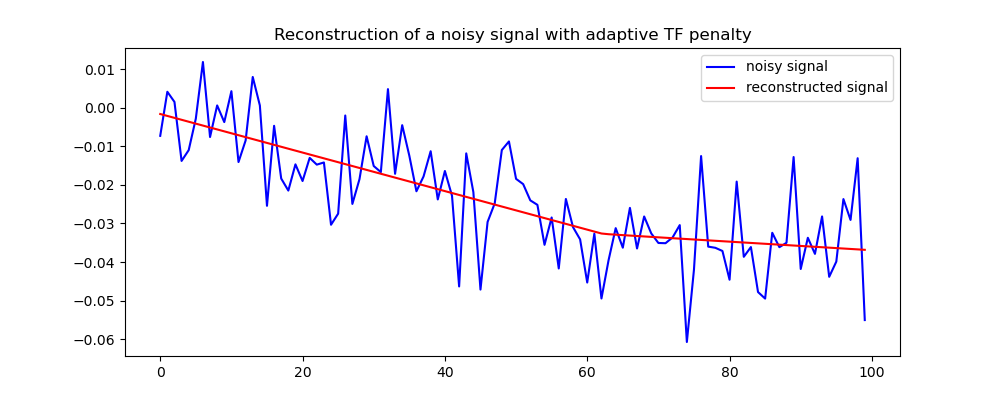 Reconstruction of a noisy signal with adaptive TF penalty
noisy signal
reconstructed signal
0.01
0.00
−0.01
−0.02
−0.03
−0.04
−0.05
−0.06
0 20 40 60 80 100